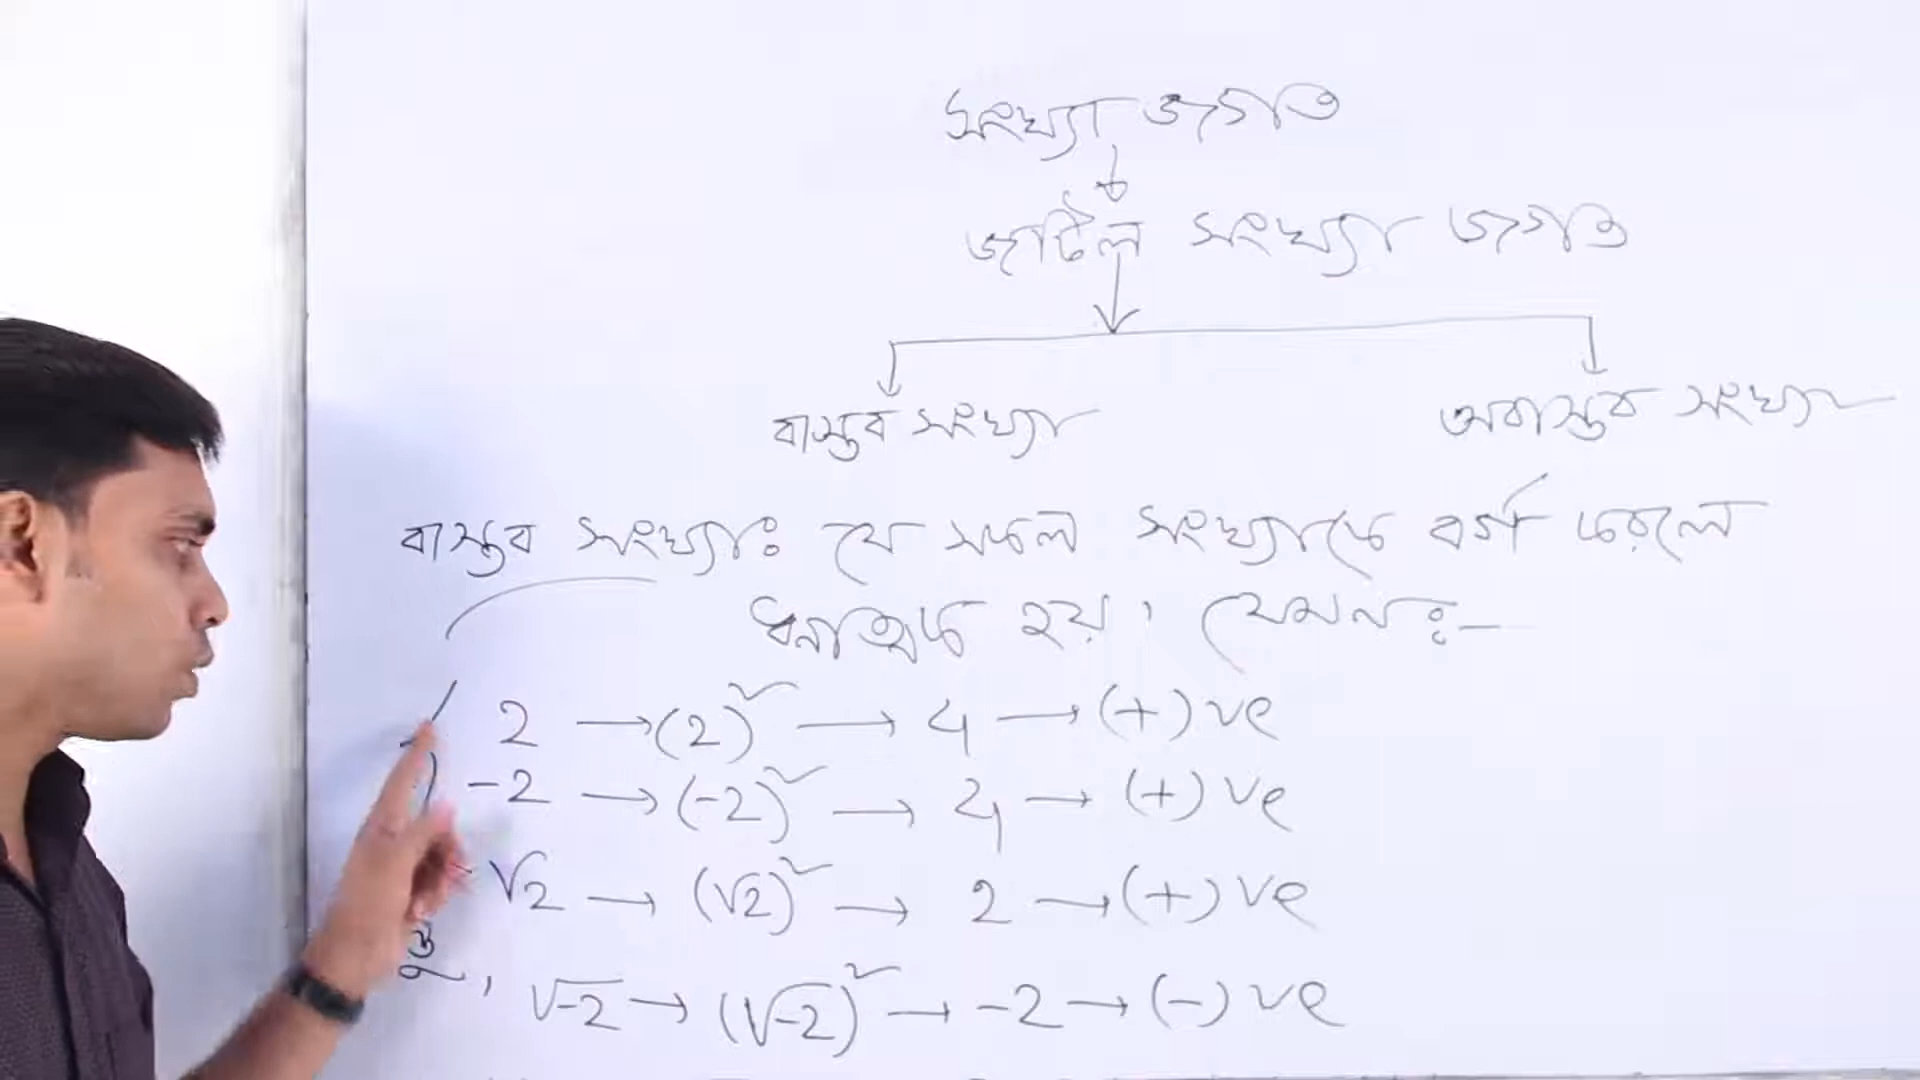 সংখ্যা জগত
↓
জটিল সংখ্যা জগত
বাস্তব সংখ্যা অবাস্তব সংখ্যা
বাস্তব সংখ্যাঃ যে সকল সংখ্যাকে বর্গ করলে
ধনাত্মক হয়। যেমনঃ-
2 → (2)² → 4 → (+)ve
-2 → (-2)² → 4 → (+)ve
√2 → (√2)² → 2 → (+)ve
√-2 → (√-2)² → -2 → (-)ve